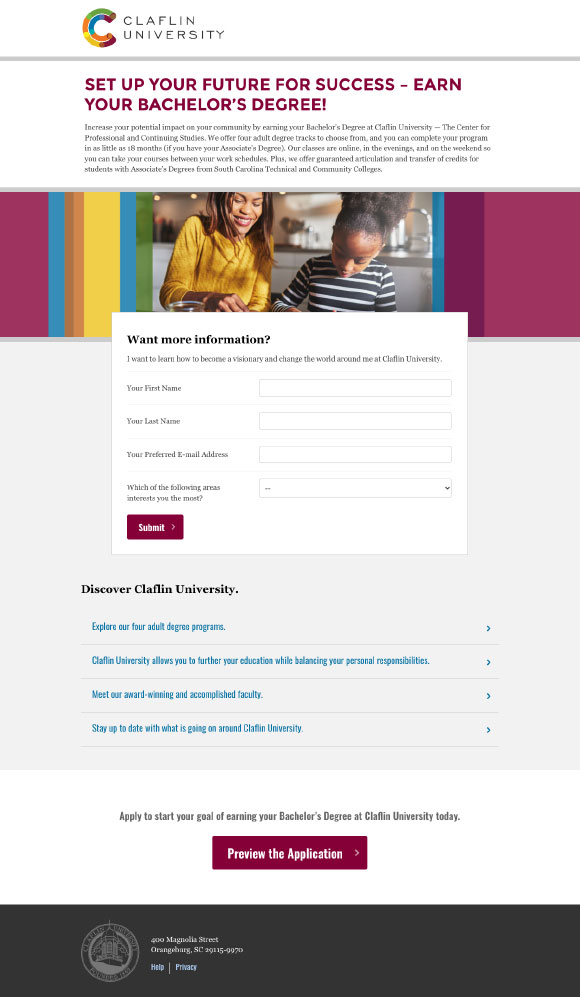 CLAFLIN
UNIVERSITY
SET UP YOUR FUTURE FOR SUCCESS – EARN
YOUR BACHELOR'S DEGREE!
Increase your potential impact on your community by earning your Bachelor's Degree at Claflin University — The Center for
Professional and Continuing Studies. We offer four adult degree tracks to choose from, and you can complete your program
in as little as 18 months (if you have your Associate's Degree). Our classes are online, in the evenings, and on the weekend so
you can take your courses between your work schedules. Plus, we offer guaranteed articulation and transfer of credits for
students with Associate's Degrees from South Carolina Technical and Community Colleges.
Want more information?
I want to learn how to become a visionary and change the world around me at Claflin University.
Your First Name
Your Last Name
Your Preferred E-mail Address
Which of the following areas
interests you the most?
--
Submit
Discover Claflin University.
Explore our four adult degree programs.
Claflin University allows you to further your education while balancing your personal responsibilities.
Meet our award-winning and accomplished faculty.
Stay up to date with what is going on around Claflin University.
Apply to start your goal of earning your Bachelor's Degree at Claflin University today.
Preview the Application
CLAFLIN UNIVERSITY
400 Magnolia Street
Orangeburg, SC 29115-9970
Help | Privacy